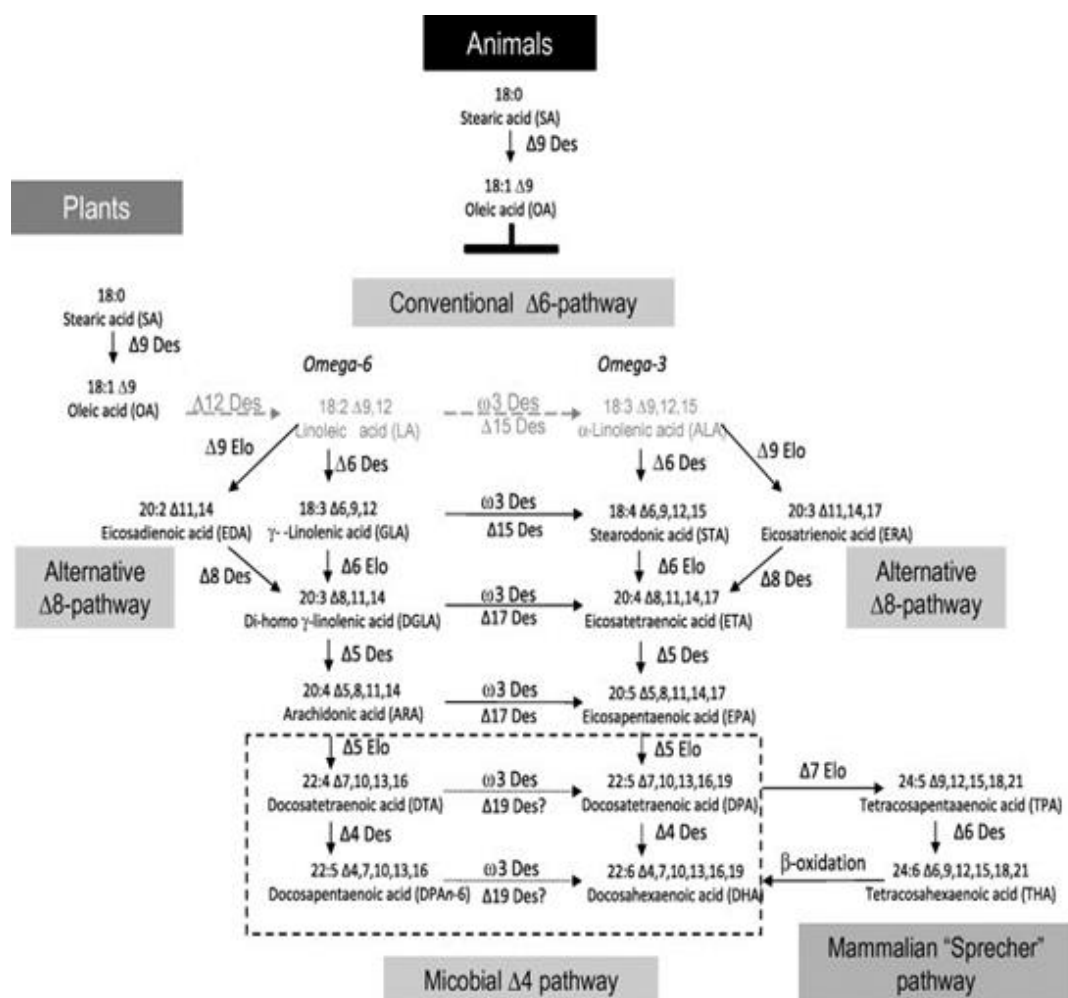 Animals
18:0
Stearic acid (SA)
Δ9 Des
18:1 Δ9
Oleic acid (OA)
Plants
Conventional Δ6-pathway
18:0
Stearic acid (SA)
Δ9 Des
18:1 Δ9
Oleic acid (OA)
Omega-6
Omega-3
Δ12 Des
18:2 Δ9,12
Linoleic acid (LA)
ω3 Des
Δ15 Des
18:3 Δ9,12,15
α-Linolenic acid (ALA)
Δ9 Elo
Δ6 Des
Δ6 Des
Δ9 Elo
20:2 Δ11,14
Eicosadienoic acid (EDA)
18:3 Δ6,9,12
γ- -Linolenic acid (GLA)
ω3 Des
Δ15 Des
18:4 Δ6,9,12,15
Stearodonic acid (STA)
20:3 Δ11,14,17
Eicosatrienoic acid (ERA)
Alternative
Δ8-pathway
Δ8 Des
Δ6 Elo
Δ6 Elo
Δ8 Des
Alternative
Δ8-pathway
20:3 Δ8,11,14
Di-homo γ-linolenic acid (DGLA)
ω3 Des
Δ17 Des
20:4 Δ8,11,14,17
Eicosatetraenoic acid (ETA)
Δ5 Des
Δ5 Des
20:4 Δ5,8,11,14
Arachidonic acid (ARA)
ω3 Des
Δ17 Des
20:5 Δ5,8,11,14,17
Eicosapentaenoic acid (EPA)
Δ5 Elo
Δ5 Elo
22:4 Δ7,10,13,16
Docosatetraenoic acid (DTA)
ω3 Des
Δ19 Des?
22:5 Δ7,10,13,16,19
Docosatetraenoic acid (DPA)
Δ7 Elo
24:5 Δ9,12,15,18,21
Tetracosapentaaenoic acid (TPA)
Δ4 Des
Δ4 Des
Δ6 Des
22:5 Δ4,7,10,13,16
Docosapentaenoic acid (DPAn-6)
ω3 Des
Δ19 Des?
22:6 Δ4,7,10,13,16,19
Docosahexaenoic acid (DHA)
β-oxidation
24:6 Δ6,9,12,15,18,21
Tetracosahexaenoic acid (THA)
Micobial Δ4 pathway
Mammalian “Sprecher”
pathway